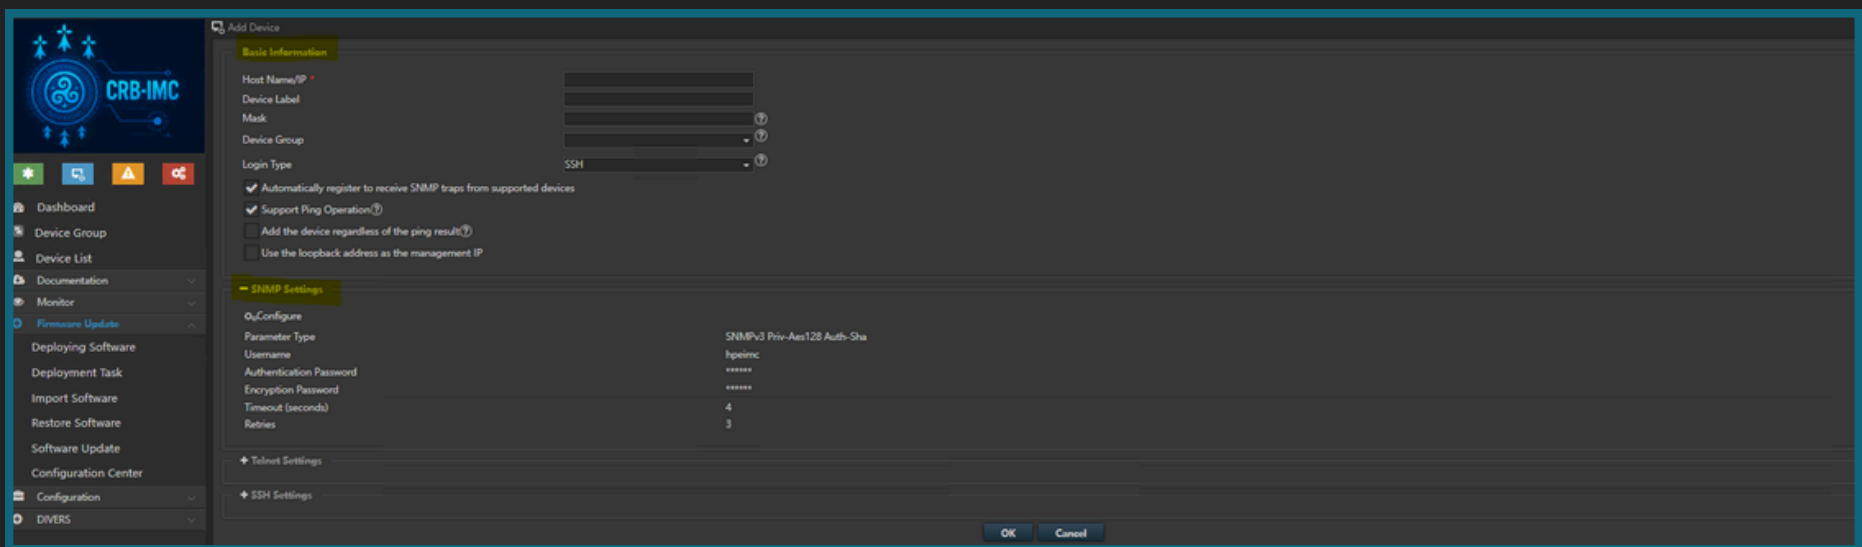 CRB-IMC
Dashboard
Device Group
Device List
Documentation
Monitor
Firmware Update
Deploying Software
Deployment Task
Import Software
Restore Software
Software Update
Configuration Center
Configuration
DIVERS
Add Device
Basic Information
Host Name/IP *
Device Label
Mask
Device Group
Login Type SSH
Automatically register to receive SNMP traps from supported devices
Support Ping Operation
Add the device regardless of the ping result
Use the loopback address as the management IP
SNMP Settings
Configure
Parameter Type SNMPv3 Priv-Aes128 Auth-Sha
Username hpeimc
Authentication Password ******
Encryption Password ******
Timeout (seconds) 4
Retries 3
Telnet Settings
SSH Settings
OK Cancel